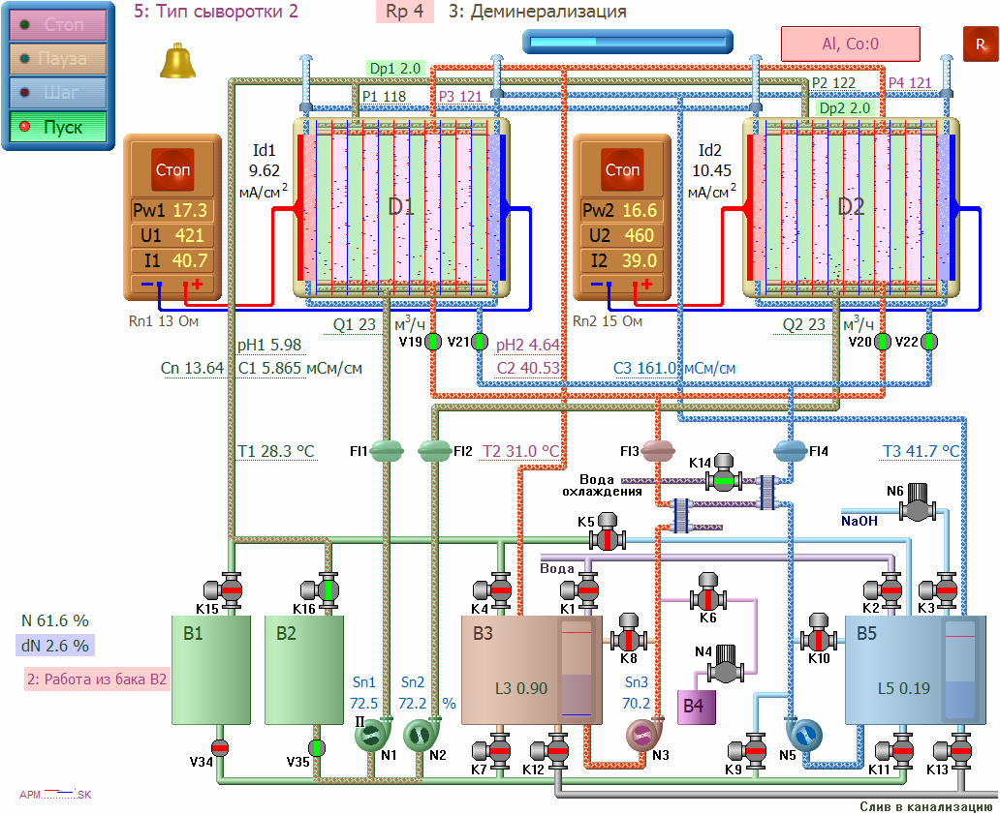 5: Тип сыворотки 2
Rp 4
3: Деминерализация
Стоп
Пауза
Шаг
Пуск
Al, Co:0
R
Dp1 2.0
P1 118
P3 121
P2 122
P4 121
Dp2 2.0
Стоп
Pw1 17.3
U1 421
I1 40.7
Rn1 13 Ом
Id1
9.62
мА/см2
D1
Стоп
Pw2 16.6
U2 460
I2 39.0
Rn2 15 Ом
Id2
10.45
мА/см2
D2
Q1 23 м3/ч
V19
V21
Q2 23 м3/ч
V20
V22
pH1 5.98
pH2 4.64
Cn 13.64
C1 5.865 мСм/см
C2 40.53
C3 161.0 мСм/см
T1 28.3 °C
FI1
FI2
T2 31.0 °C
FI3
FI4
T3 41.7 °C
K14
Вода
охлаждения
N6
NaOH
K5
Вода
K15
K16
K4
K1
K6
K2
K3
N 61.6 %
dN 2.6 %
2: Работа из бака B2
B1
B2
B3
L3 0.90
K8
N4
B4
K10
B5
L5 0.19
Sn1
72.5
Sn2
72.2 %
Sn3
70.2
II
V34
V35
N1
N2
K7
K12
N3
K9
N5
K11
K13
APM SK
Слив в канализацию